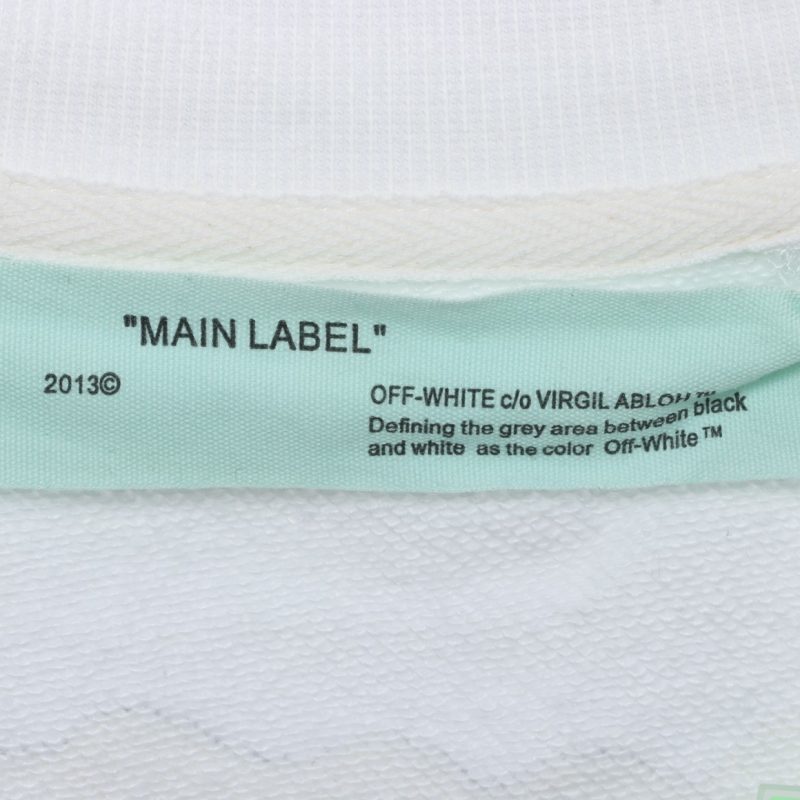 "MAIN LABEL"
2013©
OFF-WHITE c/o VIRGIL ABLOH™
Defining the grey area between black
and white as the color Off-White™